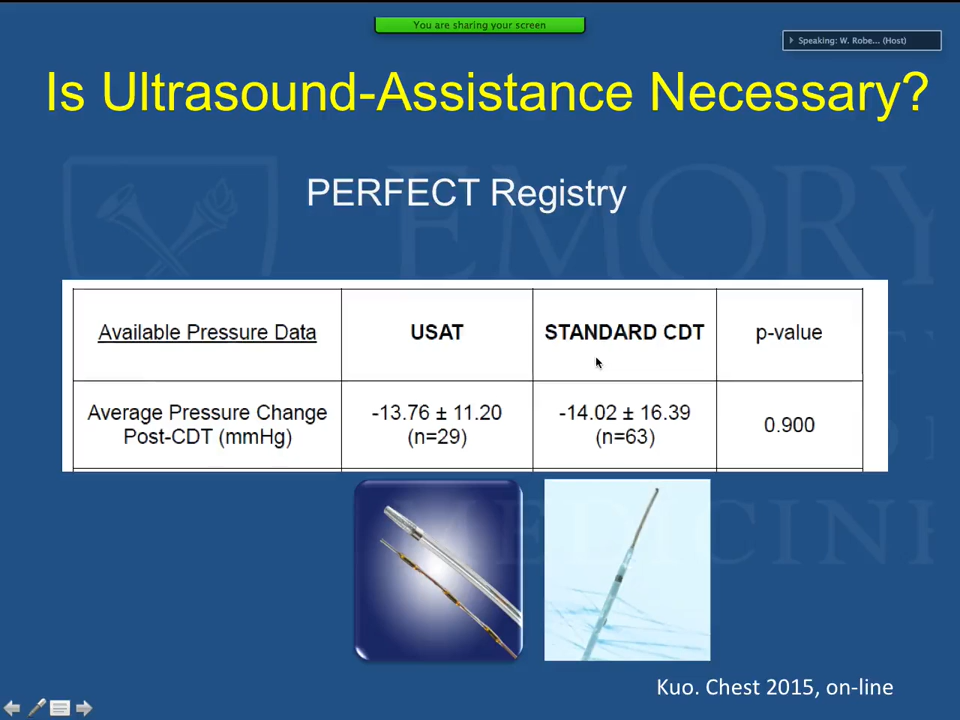 You are sharing your screen
Speaking: W. Robe... (Host)
Is Ultrasound-Assistance Necessary?
EMORY
PERFECT Registry
Available Pressure Data
USAT
STANDARD CDT
p-value
Average Pressure Change
Post-CDT (mmHg)
-13.76 ± 11.20
(n=29)
-14.02 ± 16.39
(n=63)
0.900
MEDICINE
Kuo. Chest 2015, on-line